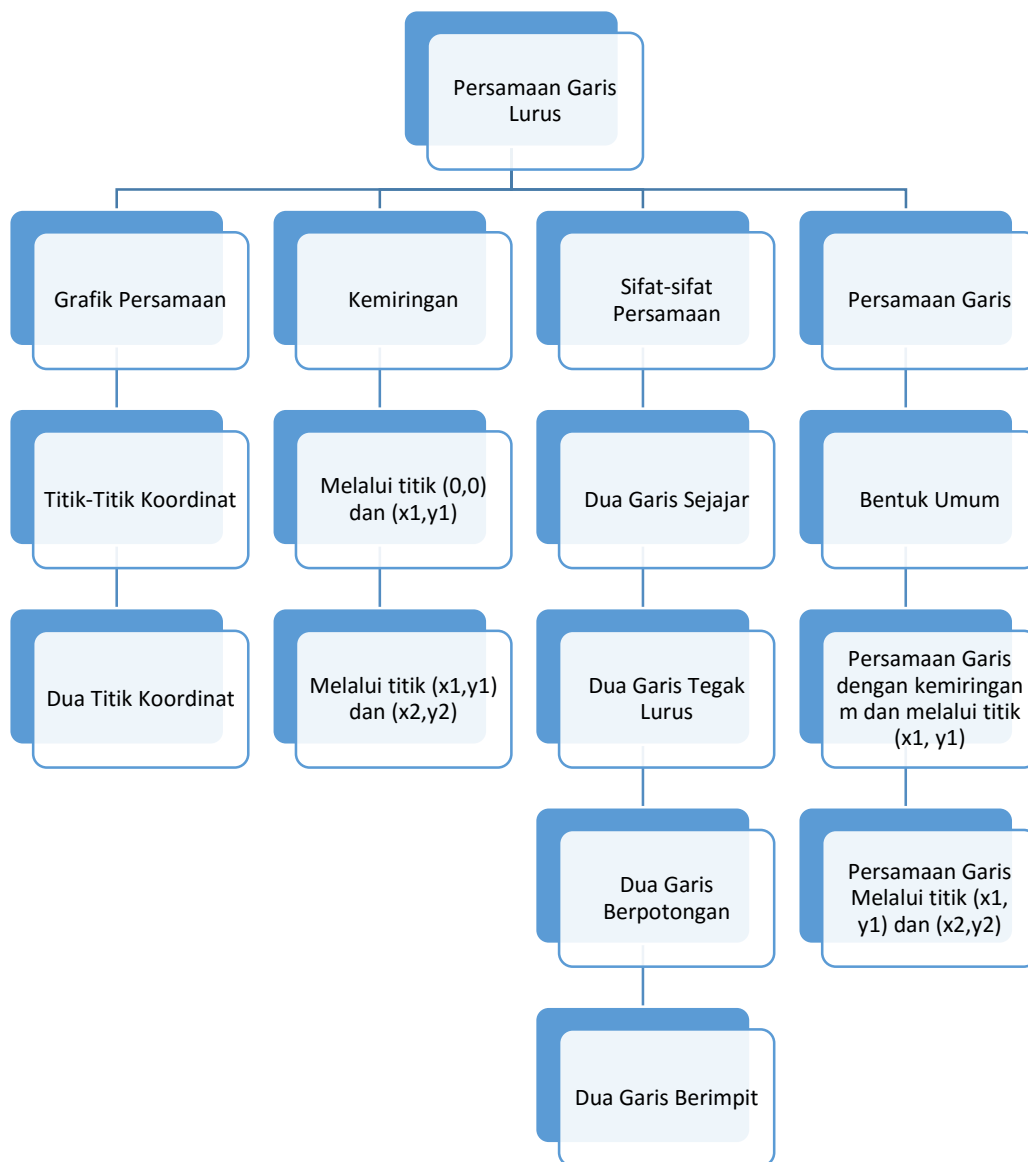 Persamaan Garis
Lurus
Grafik Persamaan
Kemiringan
Sifat-sifat
Persamaan
Persamaan Garis
Titik-Titik Koordinat
Melalui titik (0,0)
dan (x1,y1)
Dua Garis Sejajar
Bentuk Umum
Dua Titik Koordinat
Melalui titik (x1,y1)
dan (x2,y2)
Dua Garis Tegak
Lurus
Persamaan Garis
dengan kemiringan
m dan melalui titik
(x1, y1)
Dua Garis
Berpotongan
Persamaan Garis
Melalui titik (x1,
y1) dan (x2,y2)
Dua Garis Berimpit